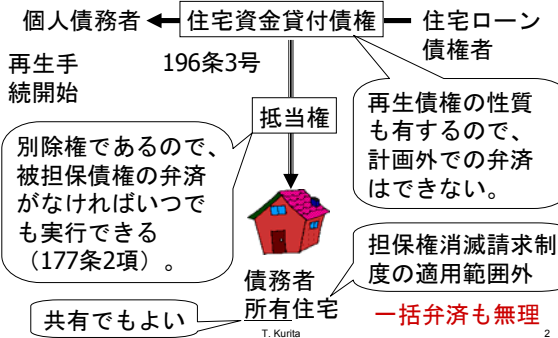 個人債務者
住宅資金貸付債権
住宅ローン
債権者
再生手
続開始
196条3号
抵当権
再生債権の性質
も有するので、
計画外での弁済
はできない。
別除権であるので、
被担保債権の弁済
がなければいつで
も実行できる
（177条2項）。
担保権消滅請求制
度の適用範囲外
債務者
所有住宅
共有でもよい
一括弁済も無理
T. Kurita
2